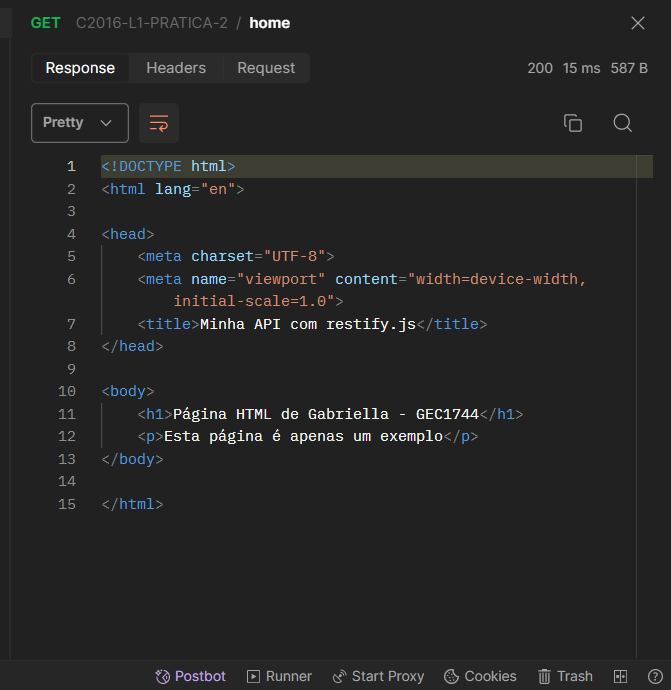 GET C2016-L1-PRATICA-2 / home
Response Headers Request 200 15 ms 587 B
Pretty
1 <!DOCTYPE html>
2 <html lang="en">
3
4 <head>
5 <meta charset="UTF-8">
6 <meta name="viewport" content="width=device-width,
initial-scale=1.0">
7 <title>Minha API com restify.js</title>
8 </head>
9
10 <body>
11 <h1>Página HTML de Gabriella - GEC1744</h1>
12 <p>Esta página é apenas um exemplo</p>
13 </body>
14
15 </html>
Postbot Runner Start Proxy Cookies Trash